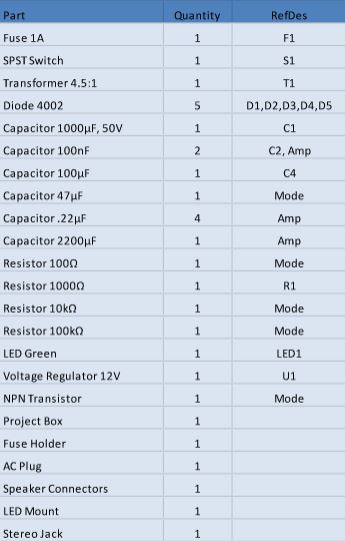 Part Quantity RefDes
Fuse 1A 1 F1
SPST Switch 1 S1
Transformer 4.5:1 1 T1
Diode 4002 5 D1,D2,D3,D4,D5
Capacitor 1000µF, 50V 1 C1
Capacitor 100nF 2 C2, Amp
Capacitor 100µF 1 C4
Capacitor 47µF 1 Mode
Capacitor .22µF 4 Amp
Capacitor 2200µF 1 Amp
Resistor 100Ω 1 Mode
Resistor 1000Ω 1 R1
Resistor 10kΩ 1 Mode
Resistor 100kΩ 1 Mode
LED Green 1 LED1
Voltage Regulator 12V 1 U1
NPN Transistor 1 Mode
Project Box 1
Fuse Holder 1
AC Plug 1
Speaker Connectors 1
LED Mount 1
Stereo Jack 1